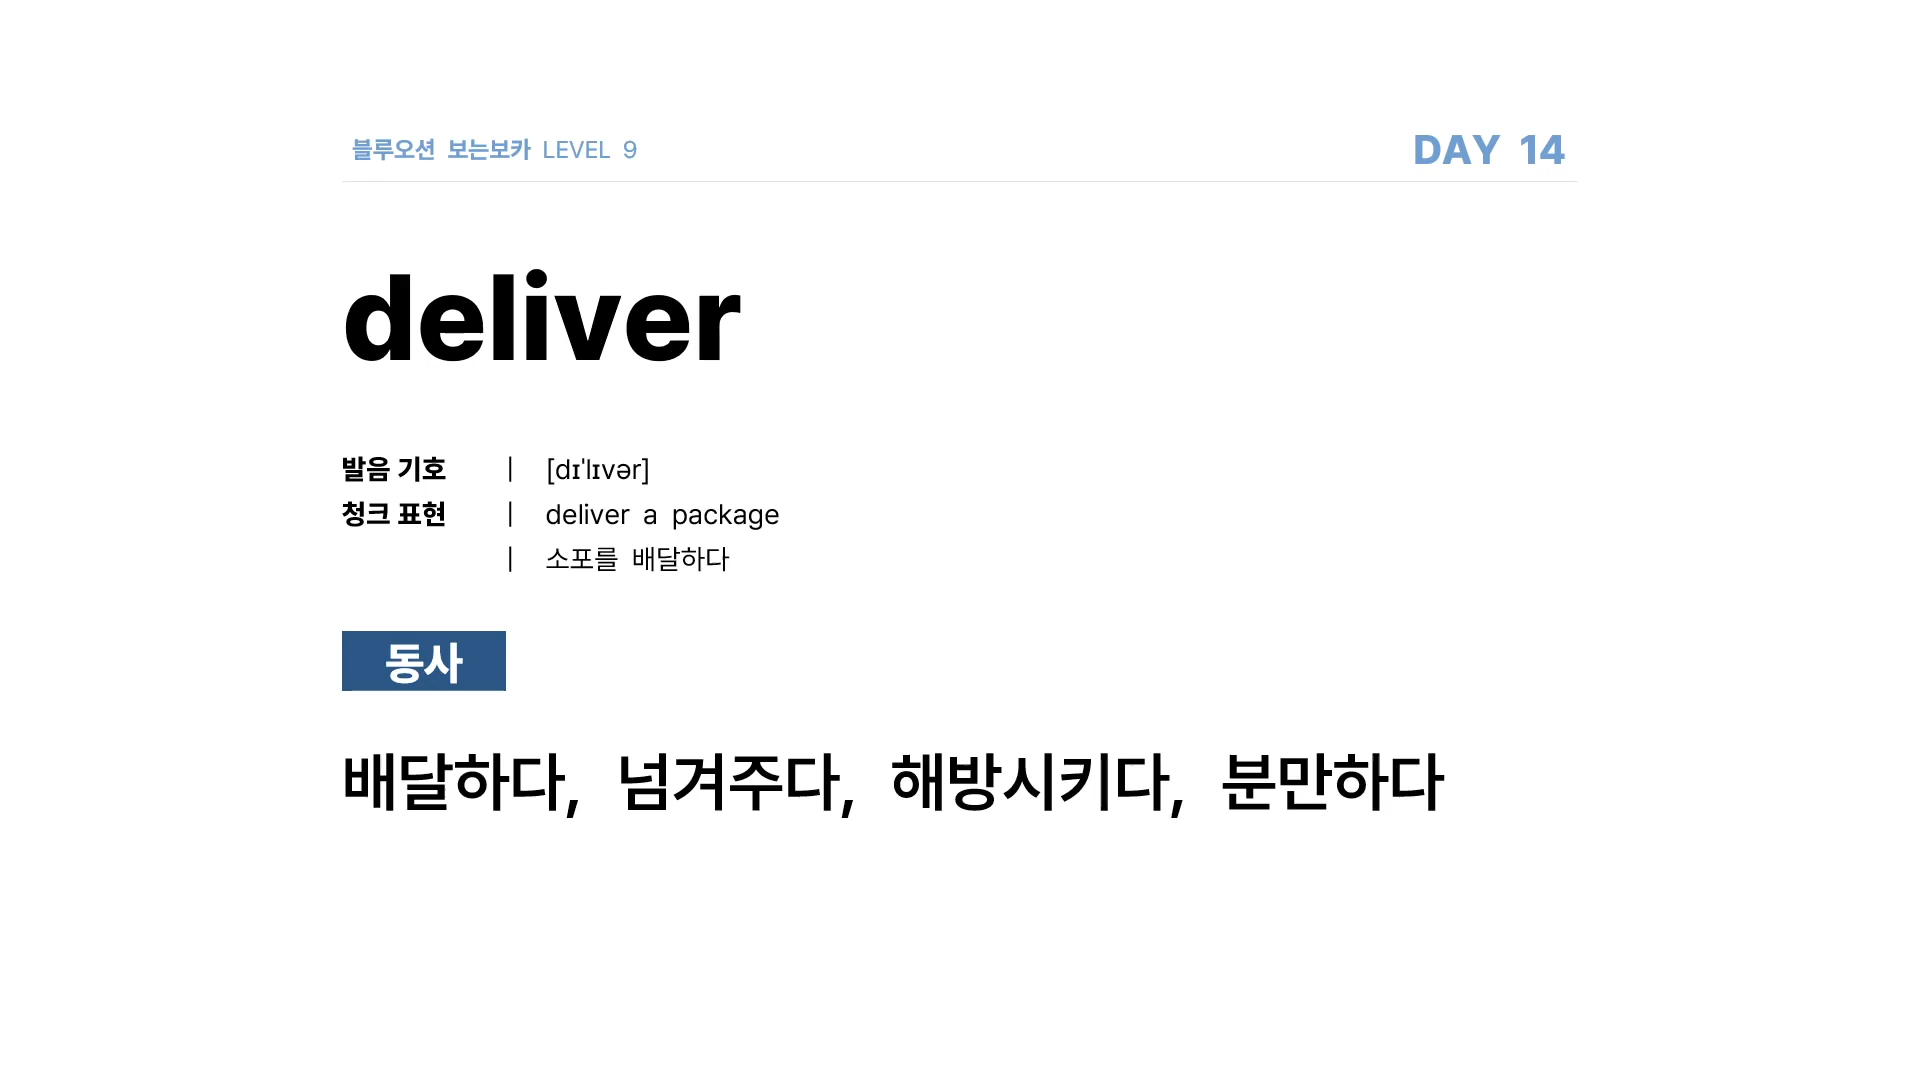 블루오션 보는보카 LEVEL 9
DAY 14
deliver
발음 기호 | [dɪˈlɪvər]
청크 표현 | deliver a package
| 소포를 배달하다
동사
배달하다, 넘겨주다, 해방시키다, 분만하다